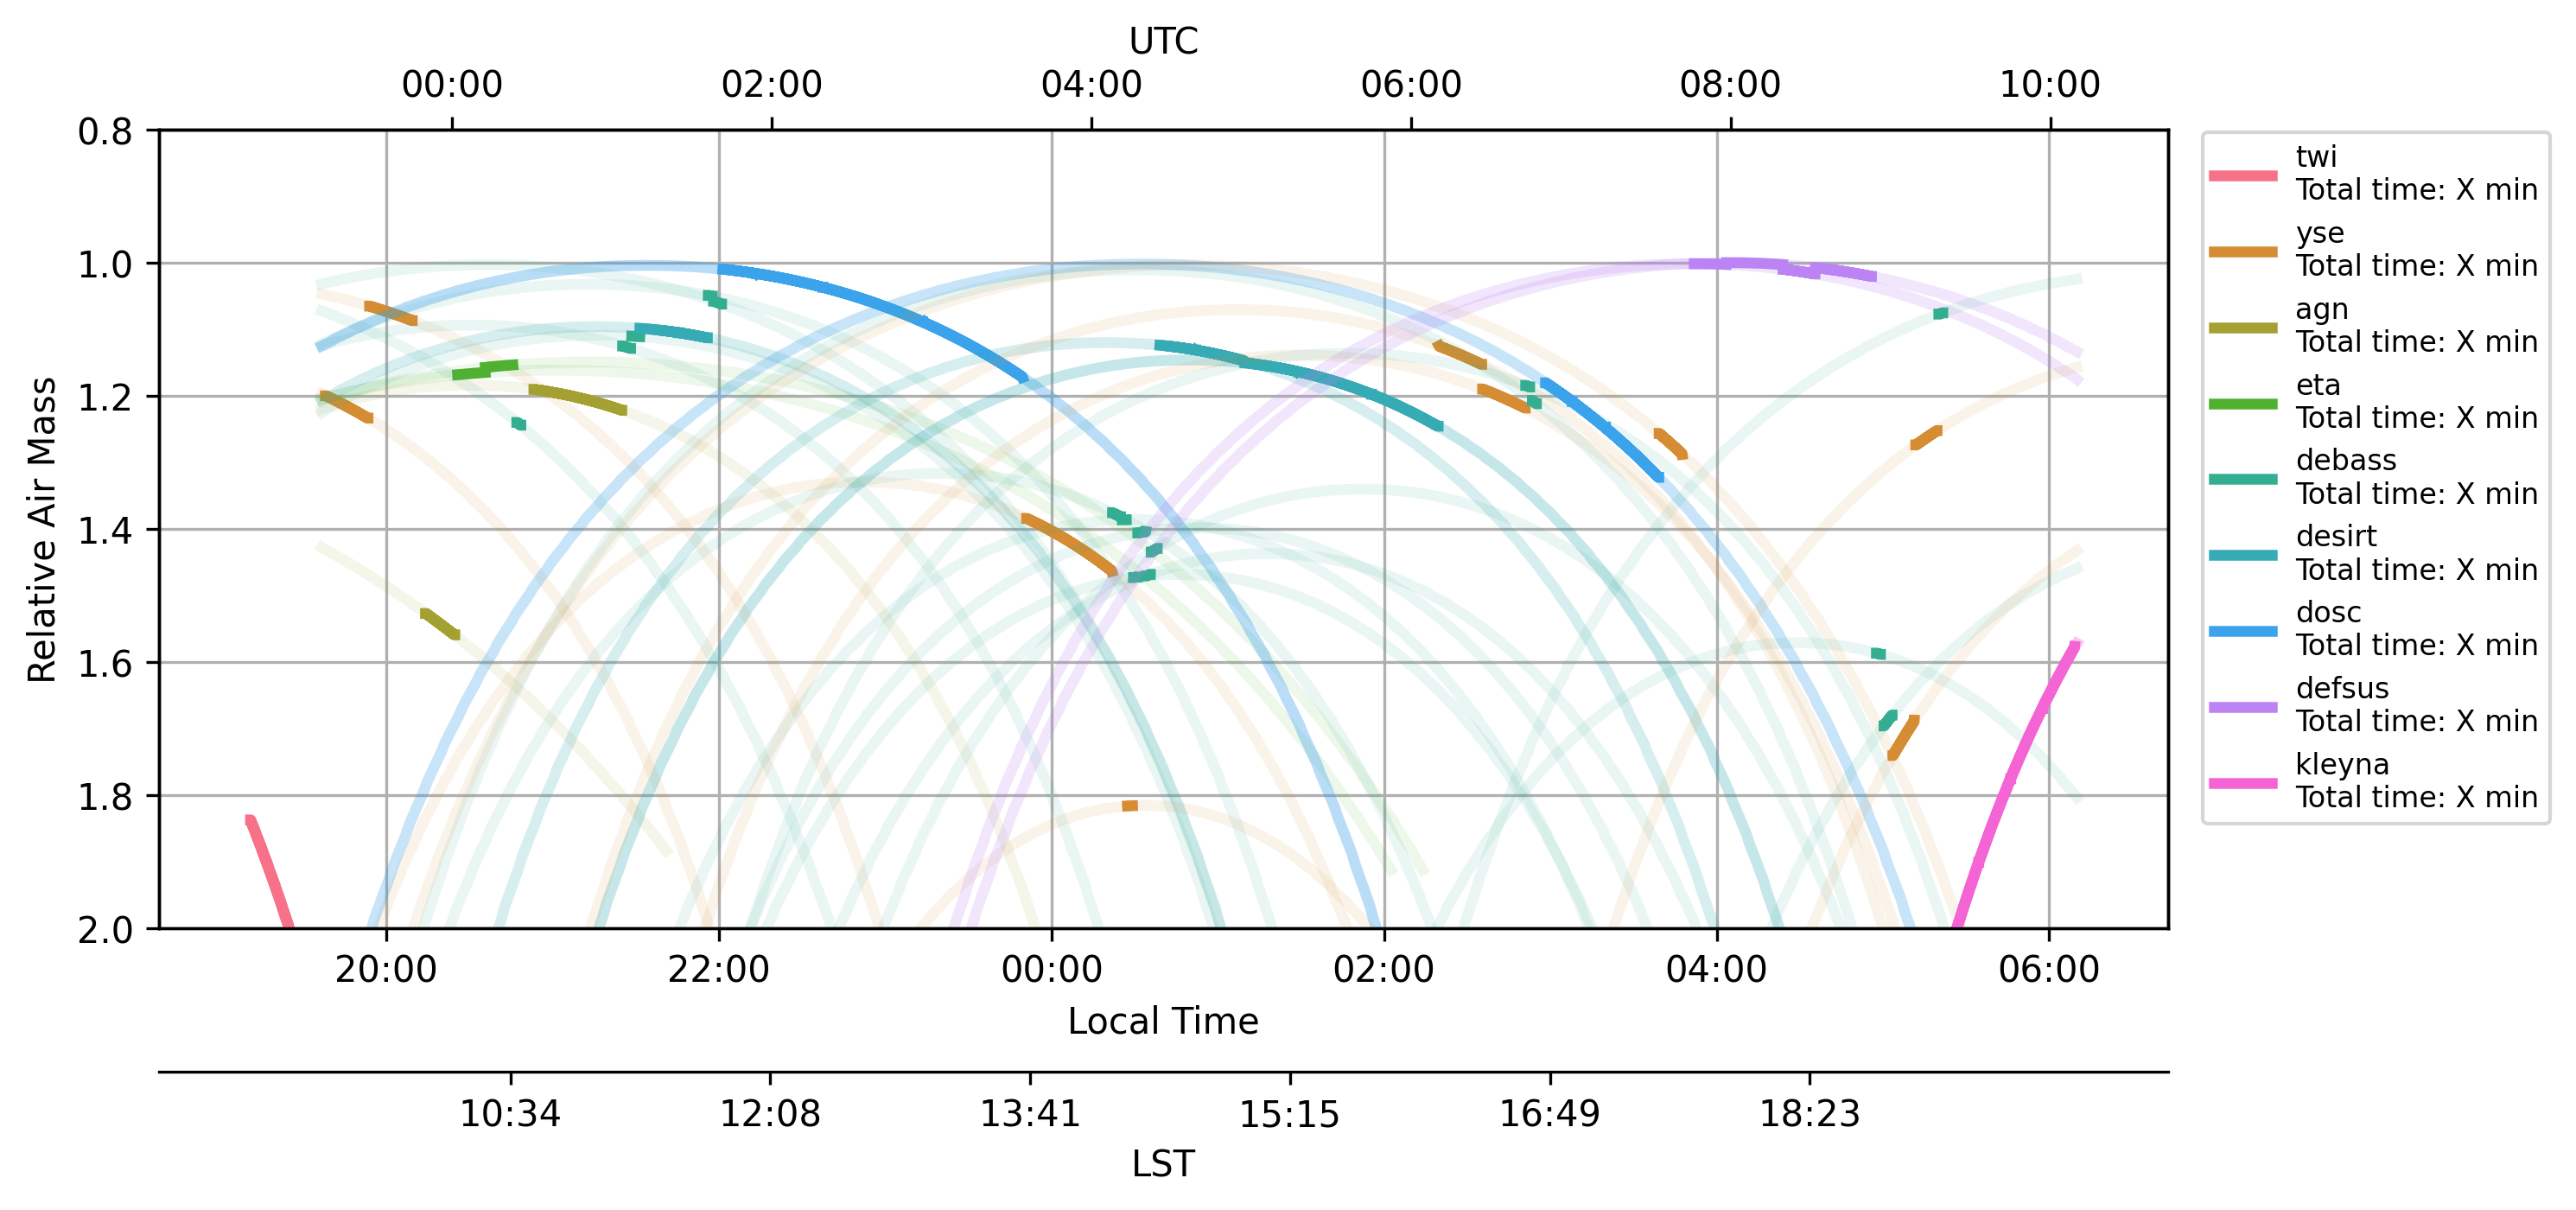 UTC
00:00 02:00 04:00 06:00 08:00 10:00
0.8
1.0
1.2
1.4
1.6
1.8
2.0
Relative Air Mass
20:00 22:00 00:00 02:00 04:00 06:00
Local Time
10:34 12:08 13:41 15:15 16:49 18:23
LST
twi
Total time: X min
yse
Total time: X min
agn
Total time: X min
eta
Total time: X min
debass
Total time: X min
desirt
Total time: X min
dosc
Total time: X min
defsus
Total time: X min
kleyna
Total time: X min